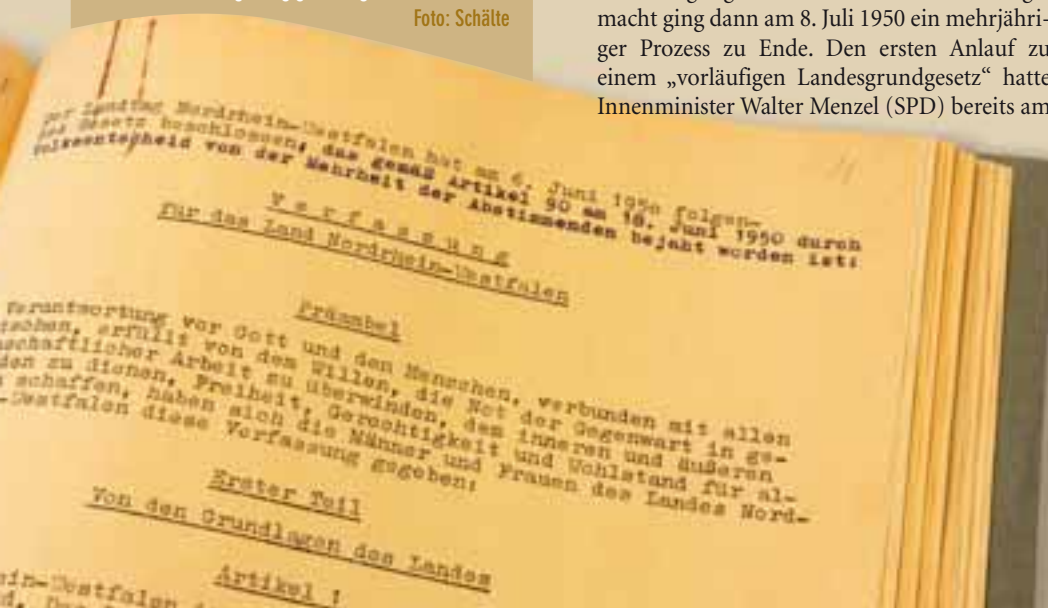 Foto: Schälte
macht ging dann am 8. Juli 1950 ein mehrjähri-
ger Prozess zu Ende. Den ersten Anlauf zu
einem „vorläufigen Landesgrundgesetz“ hatte
Innenminister Walter Menzel (SPD) bereits am
Landtag Nordrhein-Westfalen hat am 6. Juni 1950 folgen-
Gesetz beschlossen, das gemäß Artikel 90 am 18. Juni 1950 durch
Volksentscheid von der Mehrheit der Abstimmenden bejaht worden ist:
Verfassung
für das Land Nordrhein-Westfalen
Präambel
Verantwortung vor Gott und den Menschen, verbunden mit allen
tschen, erfüllt von dem Willen, die Not der Gegenwart in ge-
schaftlicher Arbeit zu überwinden, dem inneren und äußeren
den zu dienen, Freiheit, Gerechtigkeit und Wohlstand für al-
schaffen, haben sich die Männer und Frauen des Landes Nord-
-Westfalen diese Verfassung gegeben:
Erster Teil
Von den Grundlagen des Landes
Artikel 1
ein-Westfalen